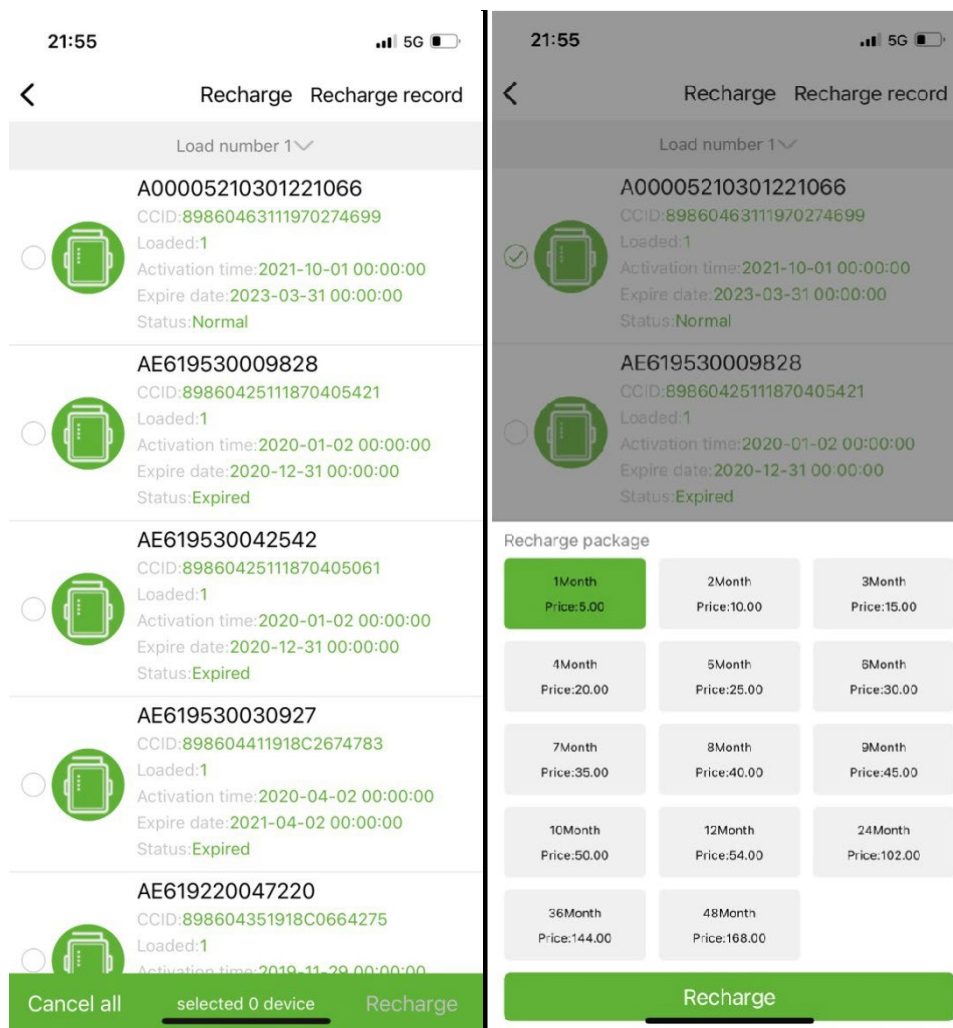 21:55
5G
Recharge Recharge record
Load number 1
A00005210301221066
CCID:89860463111970274699
Loaded:1
Activation time:2021-10-01 00:00:00
Expire date:2023-03-31 00:00:00
Status:Normal
AE619530009828
CCID:89860425111870405421
Loaded:1
Activation time:2020-01-02 00:00:00
Expire date:2020-12-31 00:00:00
Status:Expired
AE619530042542
CCID:89860425111870405061
Loaded:1
Activation time:2020-01-02 00:00:00
Expire date:2020-12-31 00:00:00
Status:Expired
AE619530030927
CCID:898604411918C2674783
Loaded:1
Activation time:2020-04-02 00:00:00
Expire date:2021-04-02 00:00:00
Status:Expired
AE619220047220
CCID:898604351918C0664275
Loaded:1
Activation time:2019-11-29 00:00:00
Cancel all selected 0 device Recharge
21:55
5G
Recharge Recharge record
Load number 1
A00005210301221066
CCID:89860463111970274699
Loaded:1
Activation time:2021-10-01 00:00:00
Expire date:2023-03-31 00:00:00
Status:Normal
AE619530009828
CCID:89860425111870405421
Loaded:1
Activation time:2020-01-02 00:00:00
Expire date:2020-12-31 00:00:00
Status:Expired
Recharge package
1Month 2Month 3Month
Price:5.00 Price:10.00 Price:15.00
4Month 5Month 6Month
Price:20.00 Price:25.00 Price:30.00
7Month 8Month 9Month
Price:35.00 Price:40.00 Price:45.00
10Month 12Month 24Month
Price:50.00 Price:54.00 Price:102.00
36Month 48Month
Price:144.00 Price:168.00
Recharge